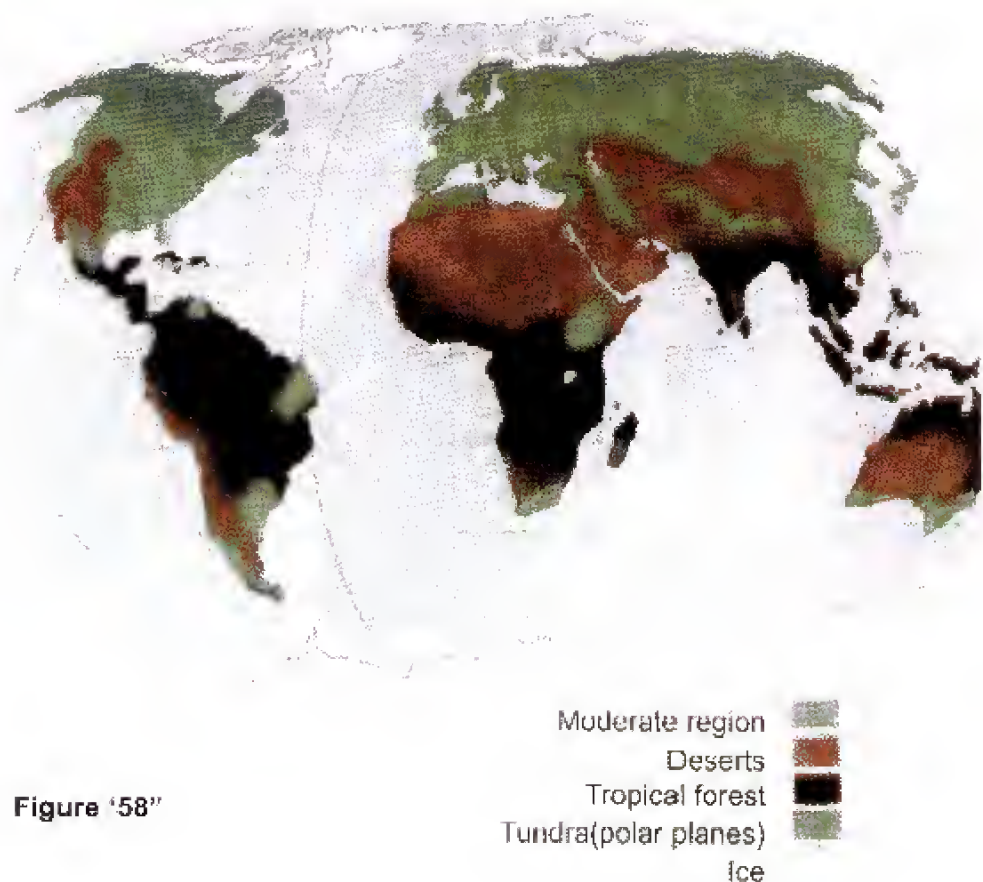 Moderate region
Deserts
Tropical forest
Tundra(polar planes)
Ice
Figure '58"